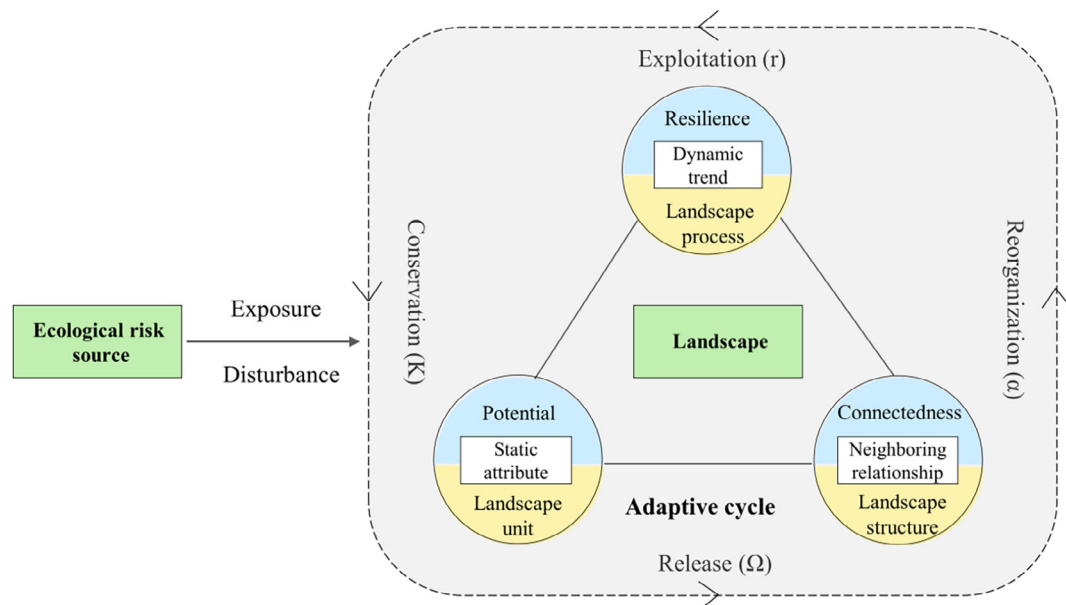 Exploitation (r)
Resilience
Dynamic
trend
Landscape
process
Conservation (K)
Reorganization (α)
Ecological risk
source
Exposure
Disturbance
Landscape
Potential
Static
attribute
Landscape
unit
Connectedness
Neighboring
relationship
Landscape
structure
Adaptive cycle
Release (Ω)